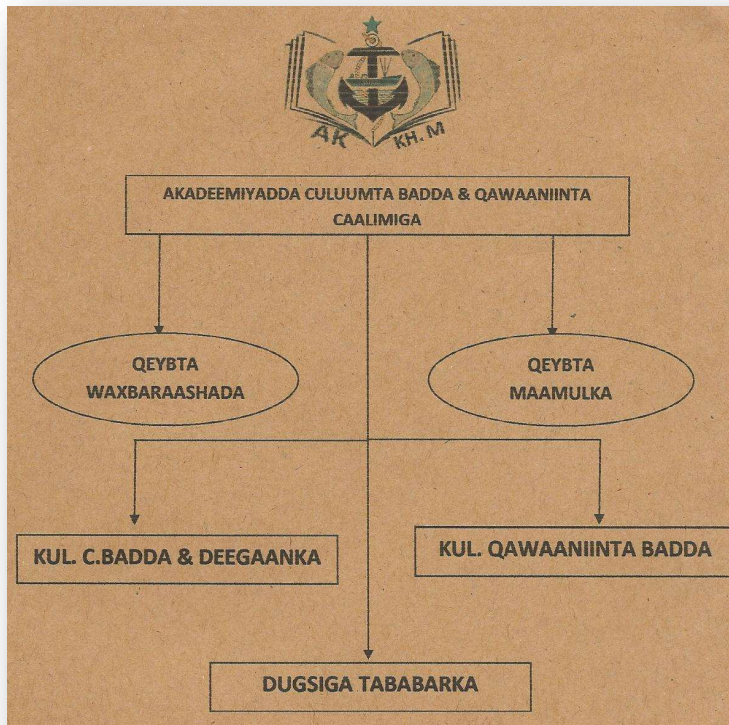 AK KH. M
AKADEEMIYADDA CULUUMTA BADDA & QAWAANIINTA
CAALIMIGA
QEYBTA
WAXBARAASHADA
QEYBTA
MAAMULKA
KUL. C.BADDA & DEEGAANKA
KUL. QAWAANIINTA BADDA
DUGSIGA TABABARKA